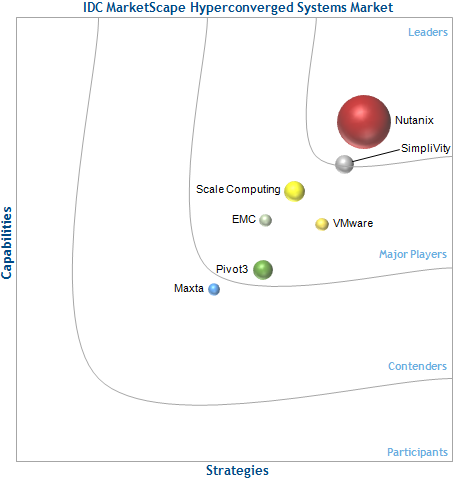 IDC MarketScape Hyperconverged Systems Market
Leaders
Nutanix
SimpliVity
Scale Computing
EMC
VMware
Major Players
Pivot3
Maxta
Contenders
Participants
Capabilities
Strategies